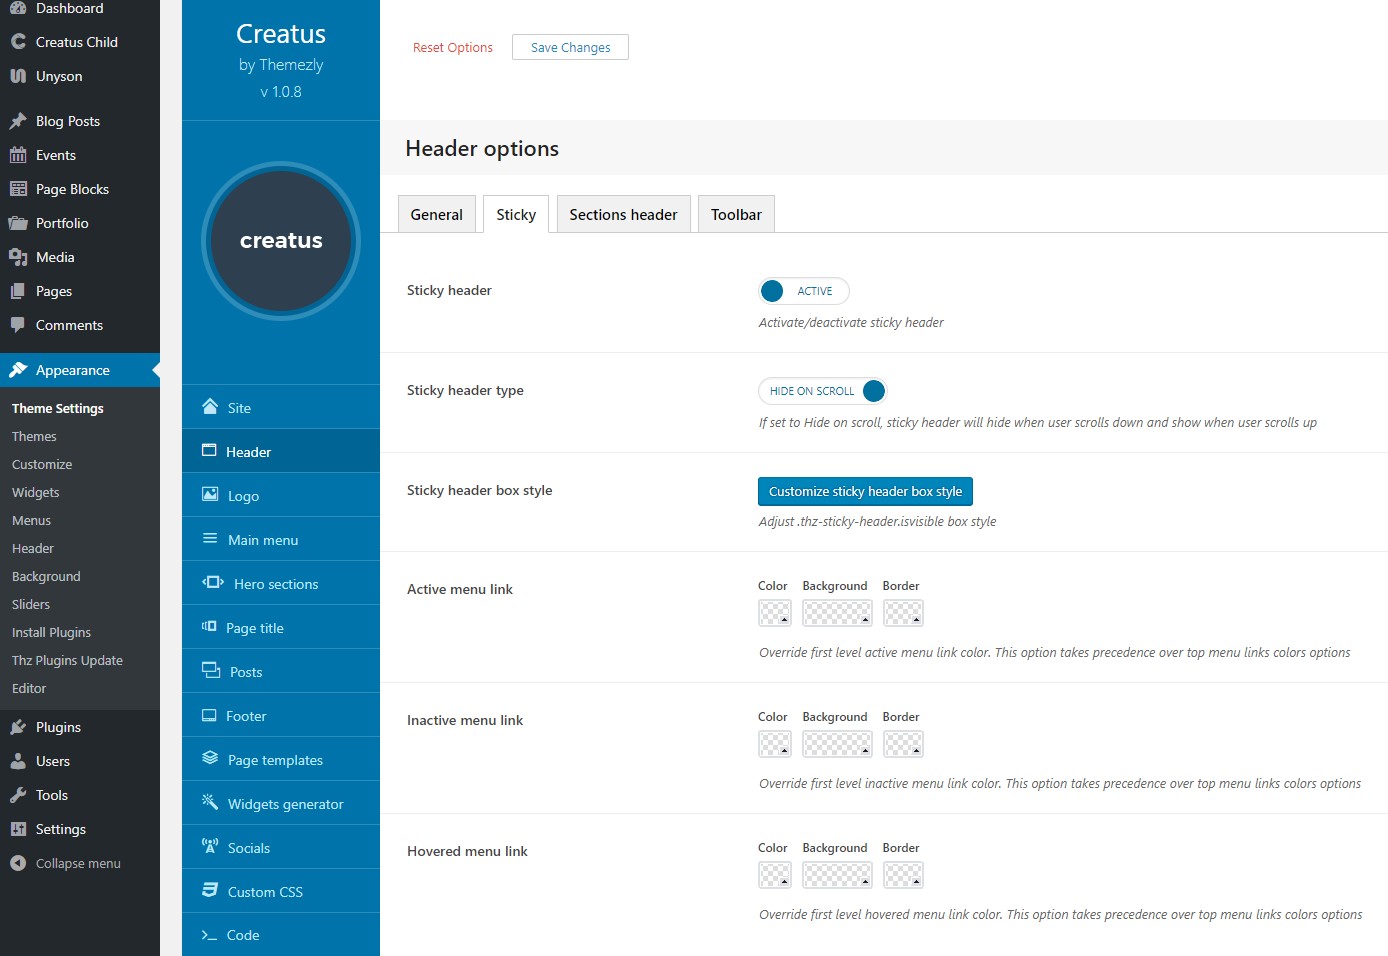 Dashboard
Creatus Child
Unyson
Blog Posts
Events
Page Blocks
Portfolio
Media
Pages
Comments
Appearance
Theme Settings
Themes
Customize
Widgets
Menus
Header
Background
Sliders
Install Plugins
Thz Plugins Update
Editor
Plugins
Users
Tools
Settings
Collapse menu
Creatus
by Themezly
v 1.0.8
creatus
Site
Header
Logo
Main menu
Hero sections
Page title
Posts
Footer
Page templates
Widgets generator
Socials
Custom CSS
Code
Reset Options
Save Changes
Header options
General
Sticky
Sections header
Toolbar
Sticky header
ACTIVE
Activate/deactivate sticky header
Sticky header type
HIDE ON SCROLL
If set to Hide on scroll, sticky header will hide when user scrolls down and show when user scrolls up
Sticky header box style
Customize sticky header box style
Adjust .thz-sticky-header.isvisible box style
Active menu link
Color Background Border
Override first level active menu link color. This option takes precedence over top menu links colors options
Inactive menu link
Color Background Border
Override first level inactive menu link color. This option takes precedence over top menu links colors options
Hovered menu link
Color Background Border
Override first level hovered menu link color. This option takes precedence over top menu links colors options